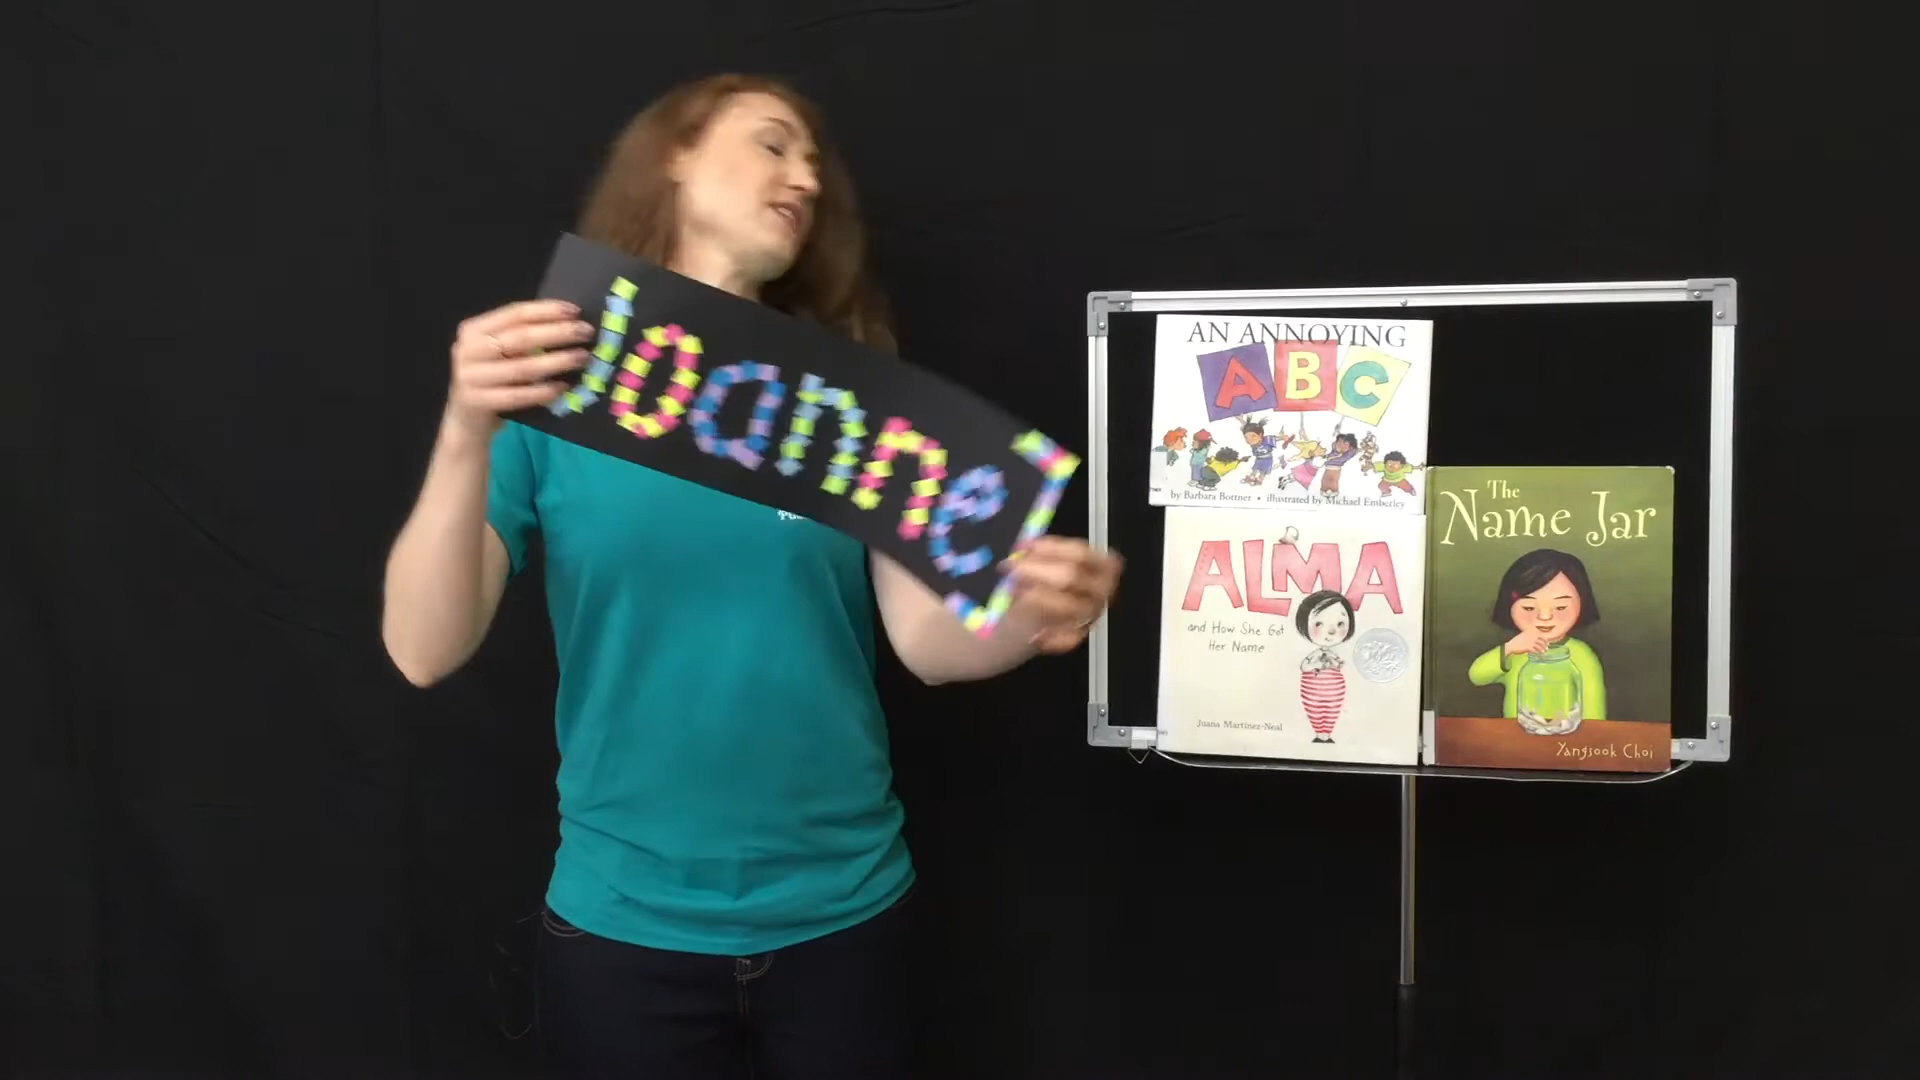 Joanne J
AN ANNOYING
ABC
by Barbara Bottner • illustrated by Michael Emberley
ALMA
and How She Got
Her Name
Juana Martinez-Neal
The
Name Jar
Yangsook Choi